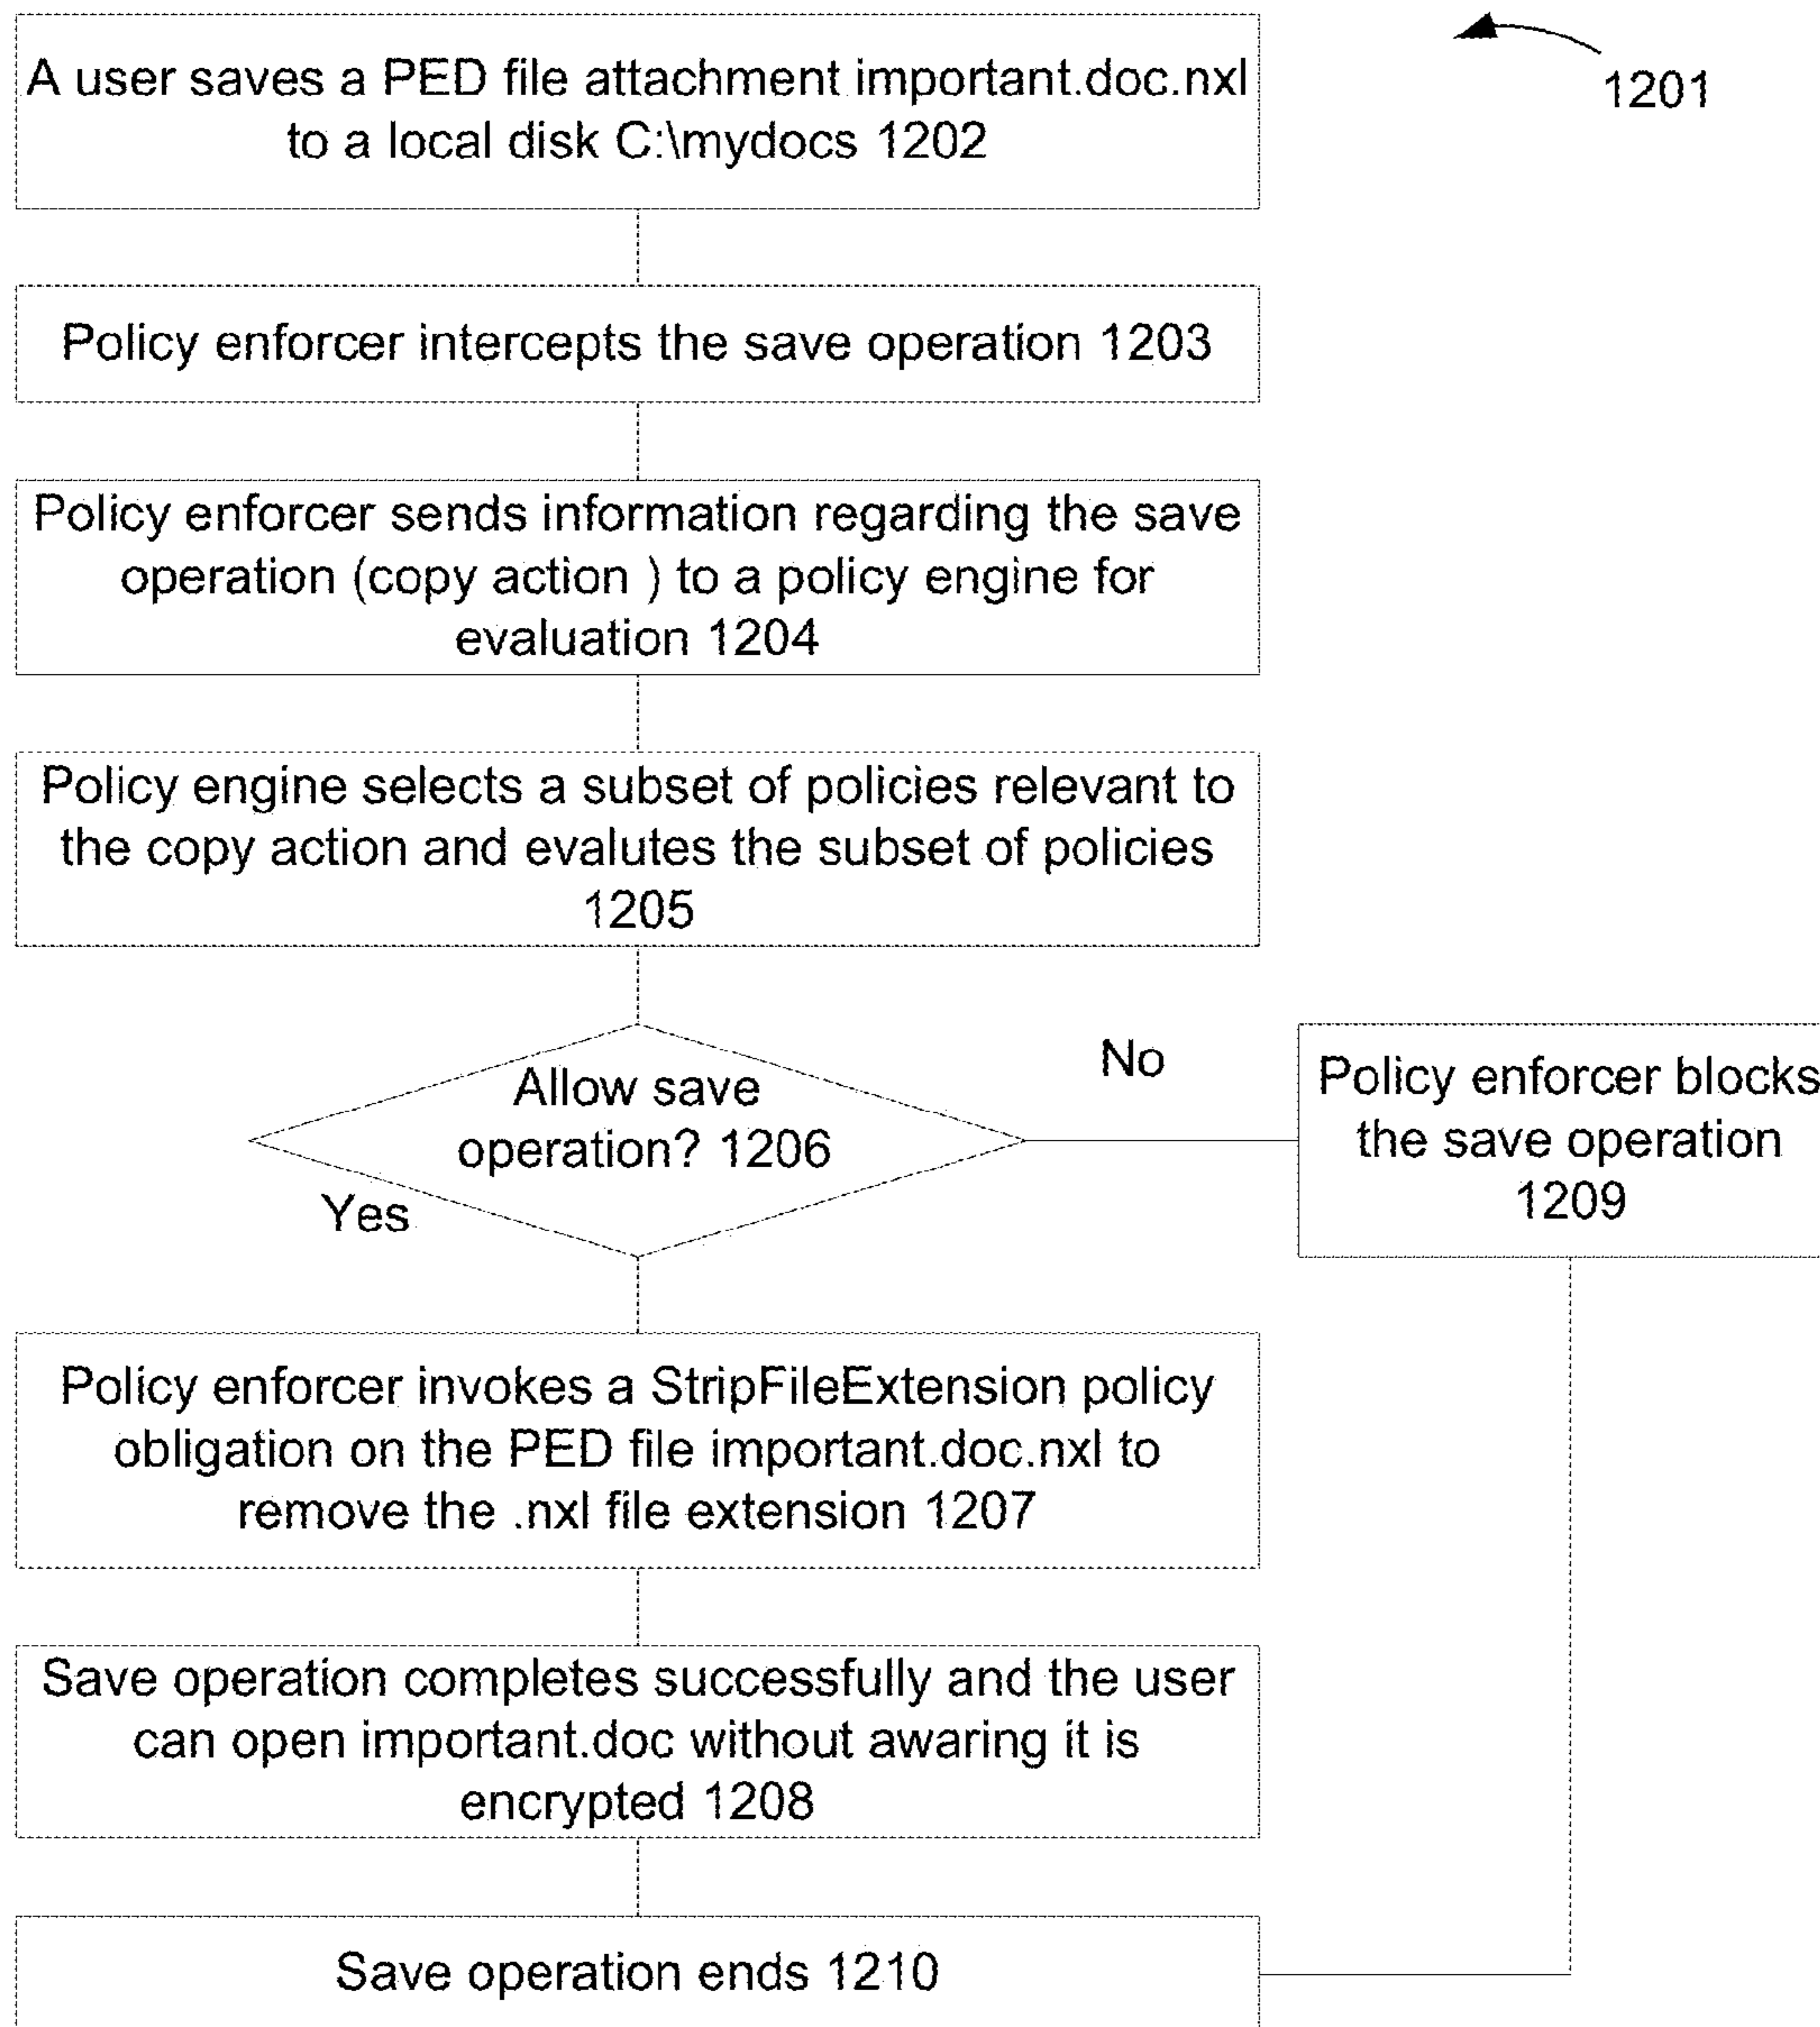 A user saves a PED file attachment important.doc.nxl
to a local disk C:\mydocs 1202
1201
Policy enforcer intercepts the save operation 1203
Policy enforcer sends information regarding the save
operation (copy action ) to a policy engine for
evaluation 1204
Policy engine selects a subset of policies relevant to
the copy action and evalutes the subset of policies
1205
Allow save
operation? 1206
No
Yes
Policy enforcer blocks
the save operation
1209
Policy enforcer invokes a StripFileExtension policy
obligation on the PED file important.doc.nxl to
remove the .nxl file extension 1207
Save operation completes successfully and the user
can open important.doc without awaring it is
encrypted 1208
Save operation ends 1210